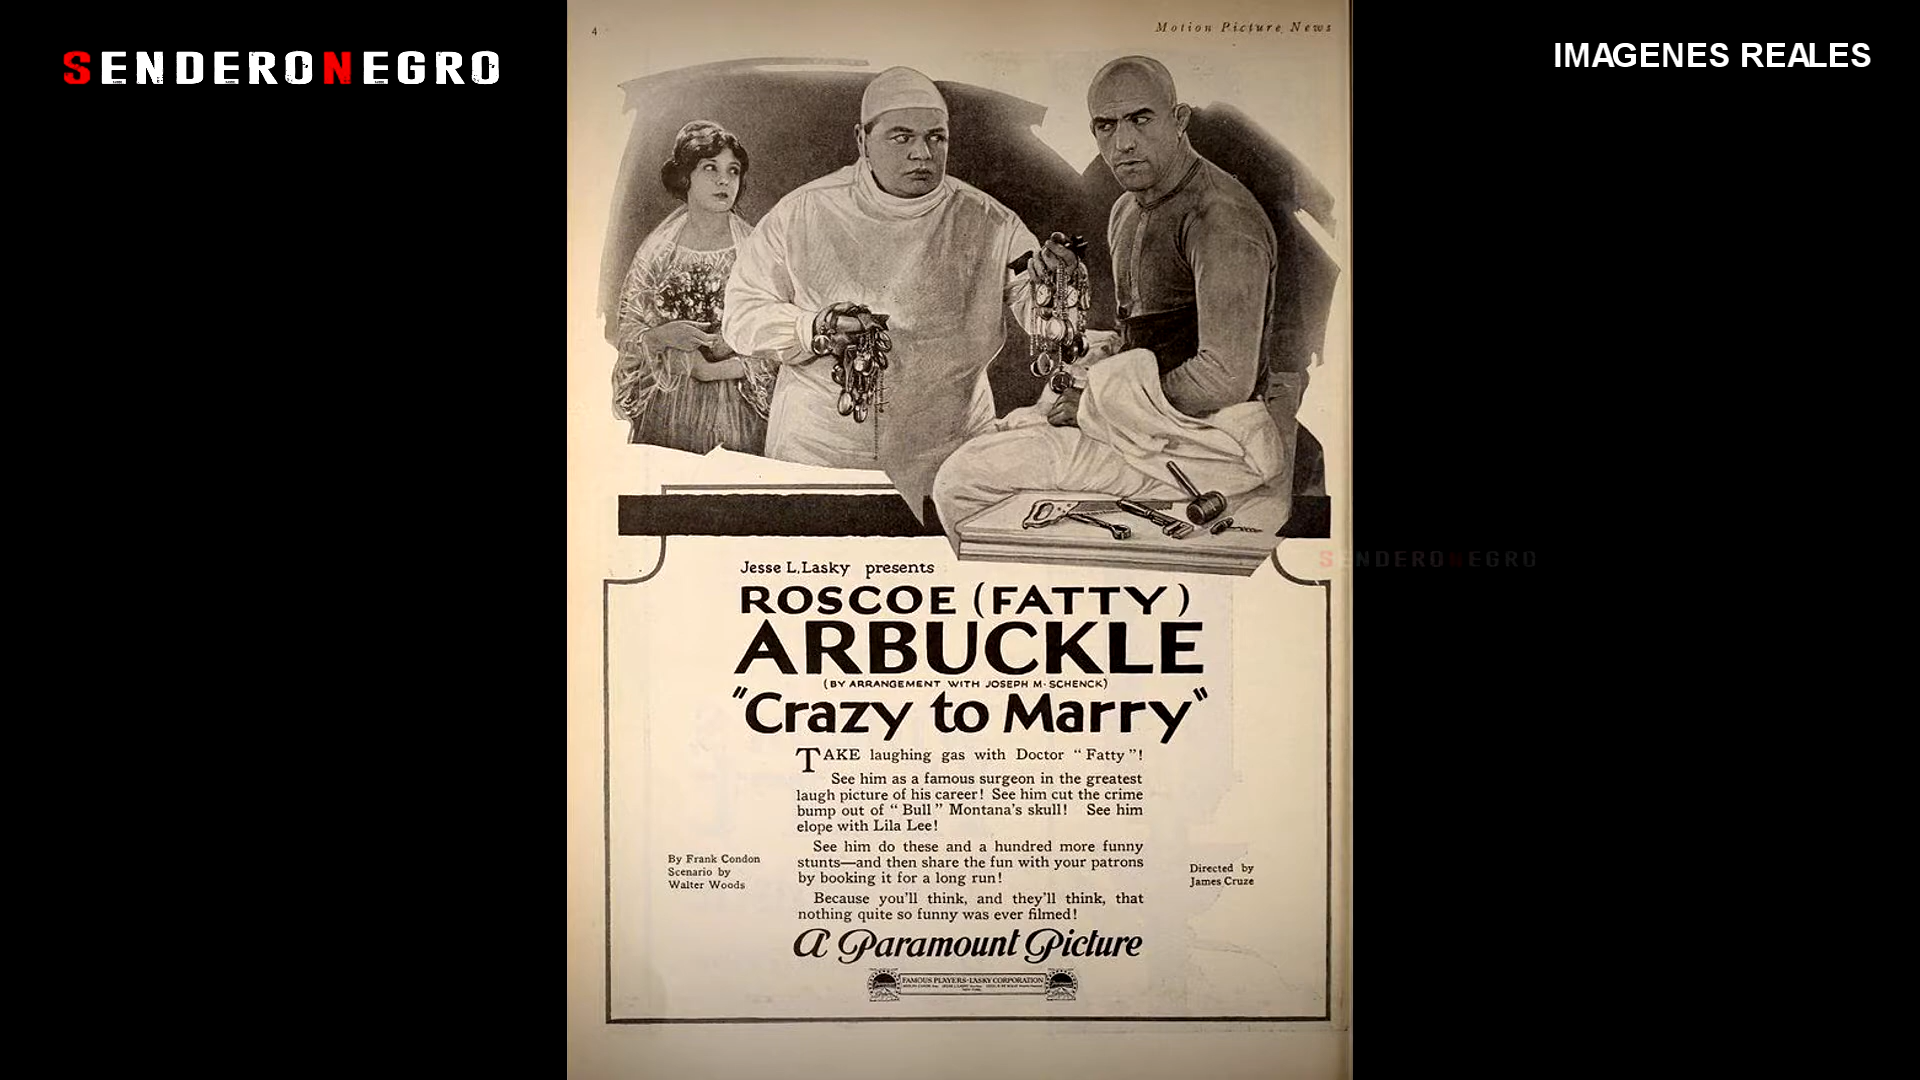 SENDERONEGRO
IMAGENES REALES
4
Motion Picture News
Jesse L. Lasky presents
ROSCOE (FATTY)
ARBUCKLE
(BY ARRANGEMENT WITH JOSEPH M. SCHENCK)
"Crazy to Marry"
TAKE laughing gas with Doctor "Fatty"!
See him as a famous surgeon in the greatest
laugh picture of his career! See him cut the crime
bump out of "Bull" Montana's skull! See him
elope with Lila Lee!
See him do these and a hundred more funny
stunts—and then share the fun with your patrons
by booking it for a long run!
Because you'll think, and they'll think, that
nothing quite so funny was ever filmed!
By Frank Condon
Scenario by
Walter Woods
Directed by
James Cruze
A Paramount Picture
FAMOUS PLAYERS-LASKY CORPORATION
SENDERONEGRO